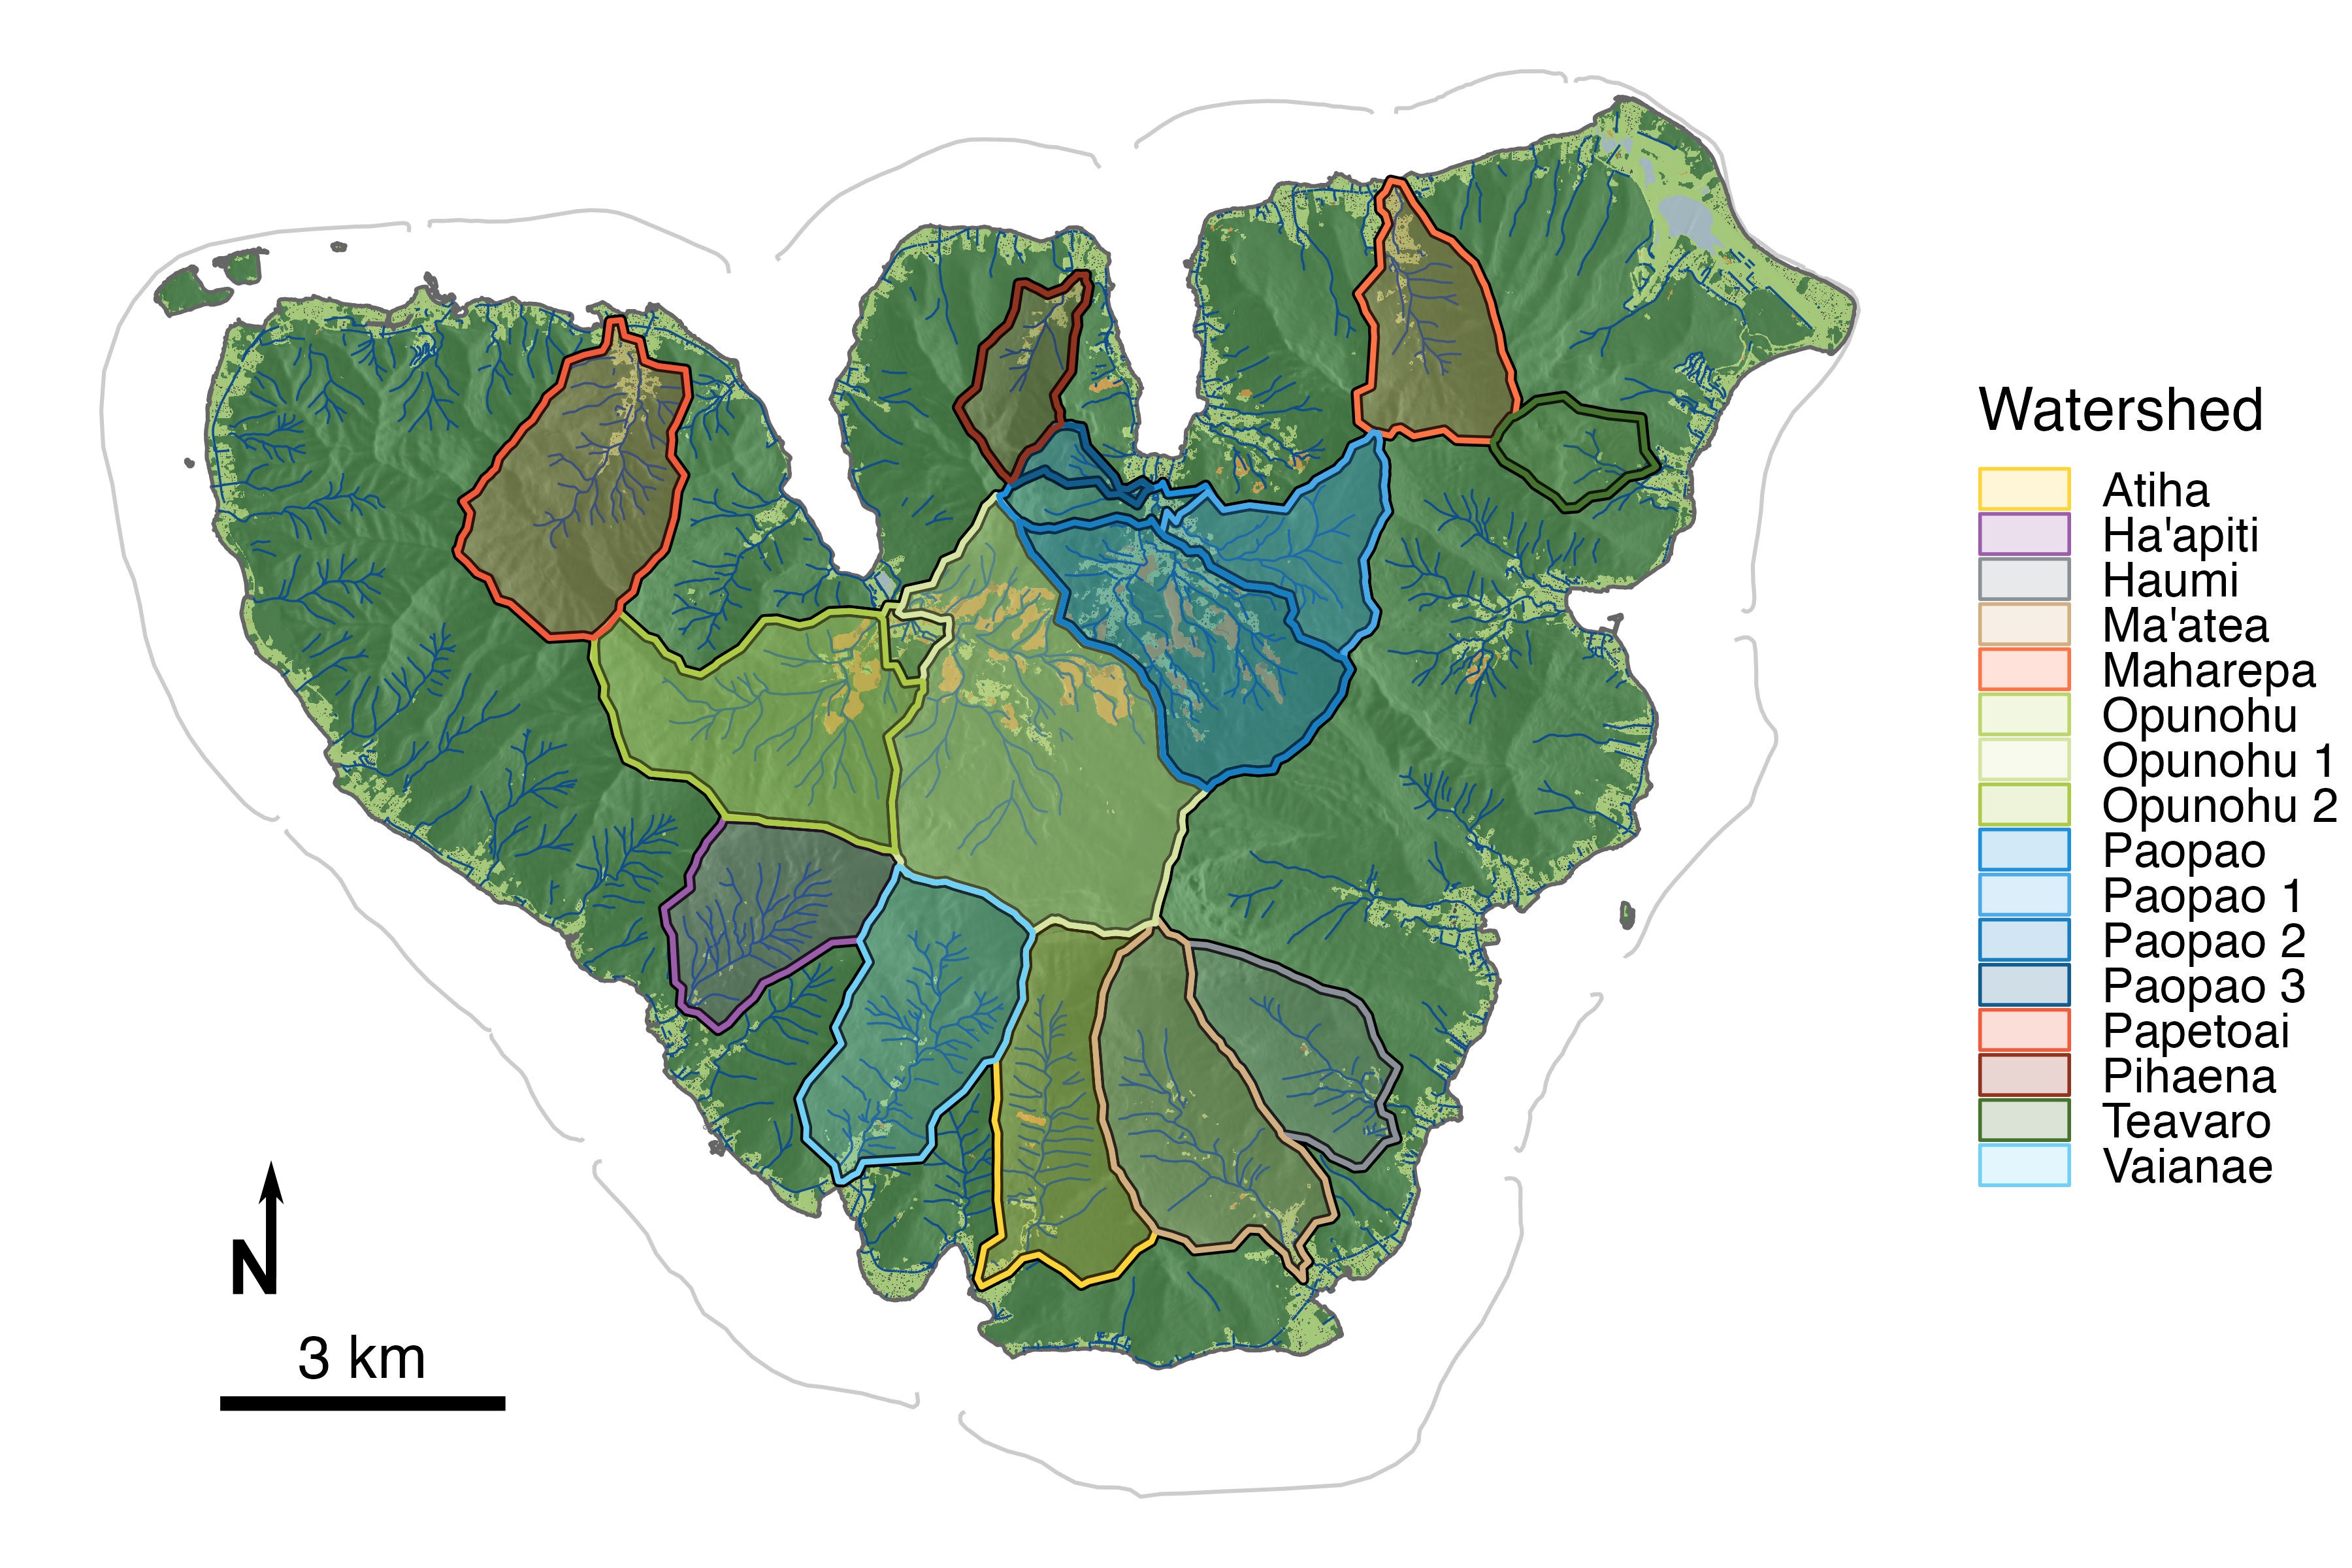 Watershed
Atiha
Ha'apiti
Haumi
Ma'atea
Maharepa
Opunohu
Opunohu 1
Opunohu 2
Paopao
Paopao 1
Paopao 2
Paopao 3
Papetoai
Pihaena
Teavaro
Vaianae
N
3 km